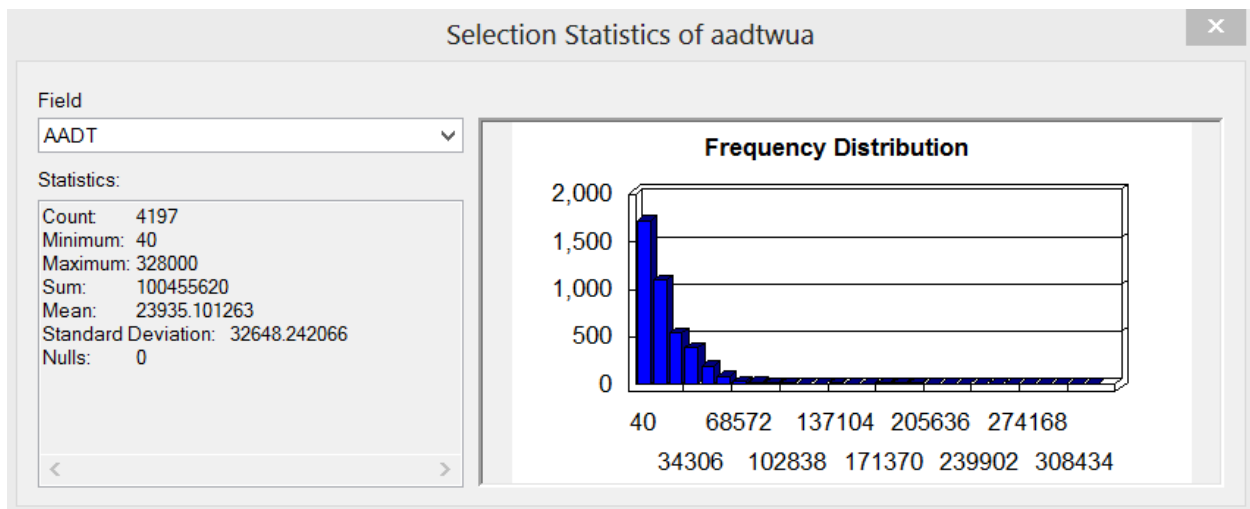 Selection Statistics of aadtwua
Field
AADT
Statistics:
Count: 4197
Minimum: 40
Maximum: 328000
Sum: 100455620
Mean: 23935.101263
Standard Deviation: 32648.242066
Nulls: 0
Frequency Distribution
2,000
1,500
1,000
500
0
40 68572 137104 205636 274168
34306 102838 171370 239902 308434